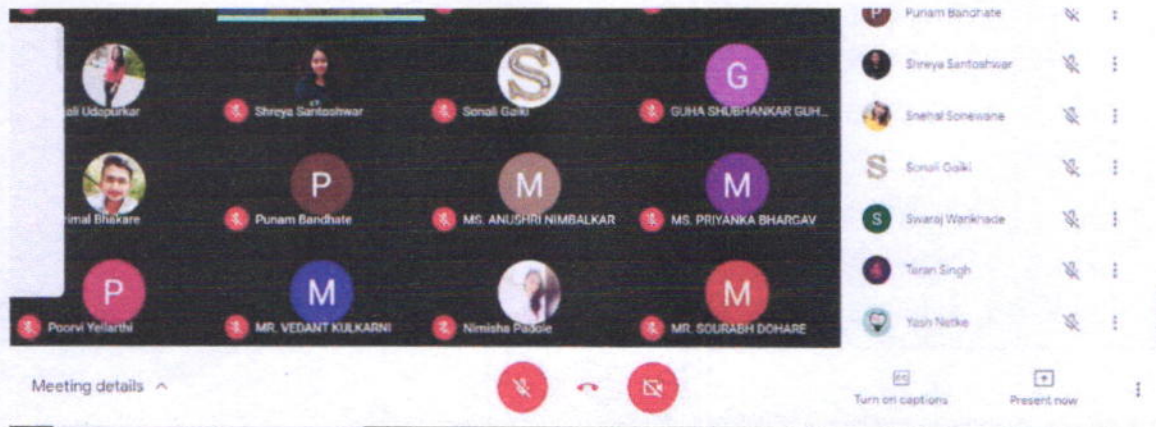 Punam Bandhate
ali Udapurkar
Shreya Santoshwar
Sonali Gaiki
G
GUHA SHUBHANKAR GUH...
Shreya Santoshwar
Snehal Sonewane
S
Sonali Gaiki
rimal Bhakare
P
Punam Bandhate
M
MS. ANUSHRI NIMBALKAR
M
MS. PRIYANKA BHARGAV
S
Swaraj Wankhade
P
Poorvi Yellarthi
M
MR. VEDANT KULKARNI
Nimisha Padole
M
MR. SOURABH DOHARE
Taran Singh
Yash Netke
Meeting details
Turn on captions
Present now